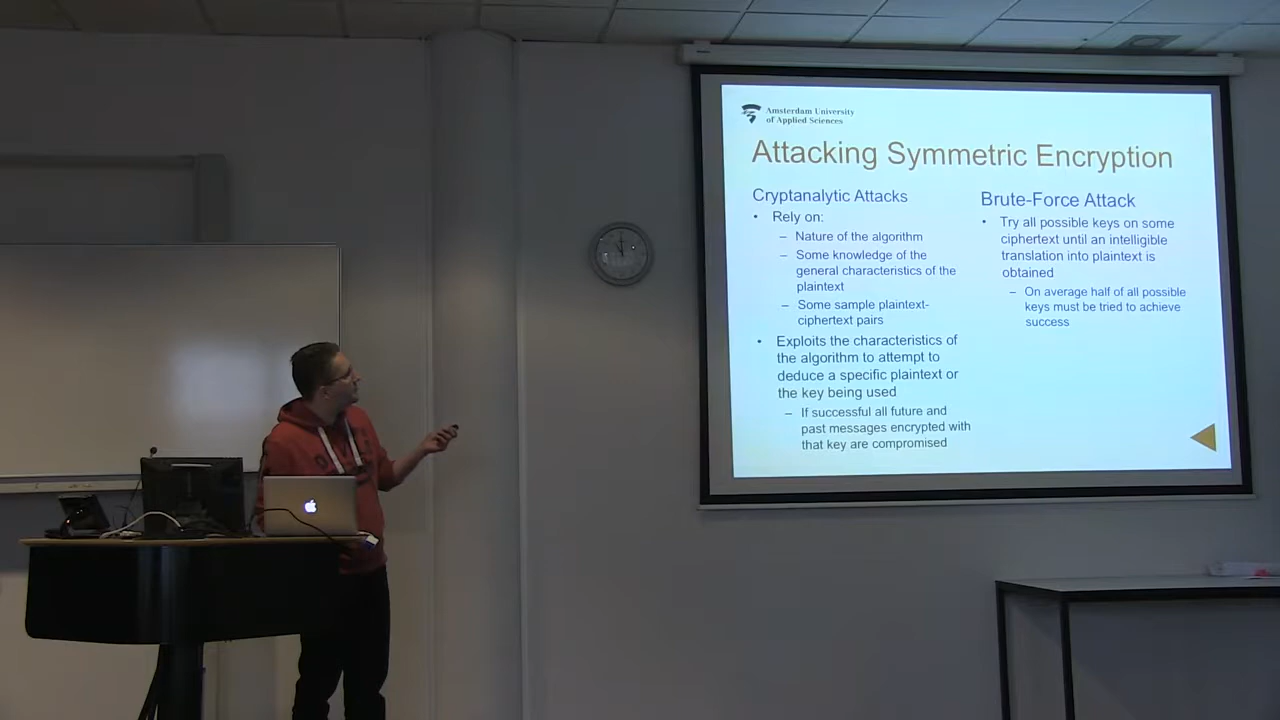 Amsterdam University
of Applied Sciences
Attacking Symmetric Encryption
Cryptanalytic Attacks
• Rely on:
– Nature of the algorithm
– Some knowledge of the
general characteristics of the
plaintext
– Some sample plaintext-
ciphertext pairs
• Exploits the characteristics of
the algorithm to attempt to
deduce a specific plaintext or
the key being used
– If successful all future and
past messages encrypted with
that key are compromised
Brute-Force Attack
• Try all possible keys on some
ciphertext until an intelligible
translation into plaintext is
obtained
– On average half of all possible
keys must be tried to achieve
success